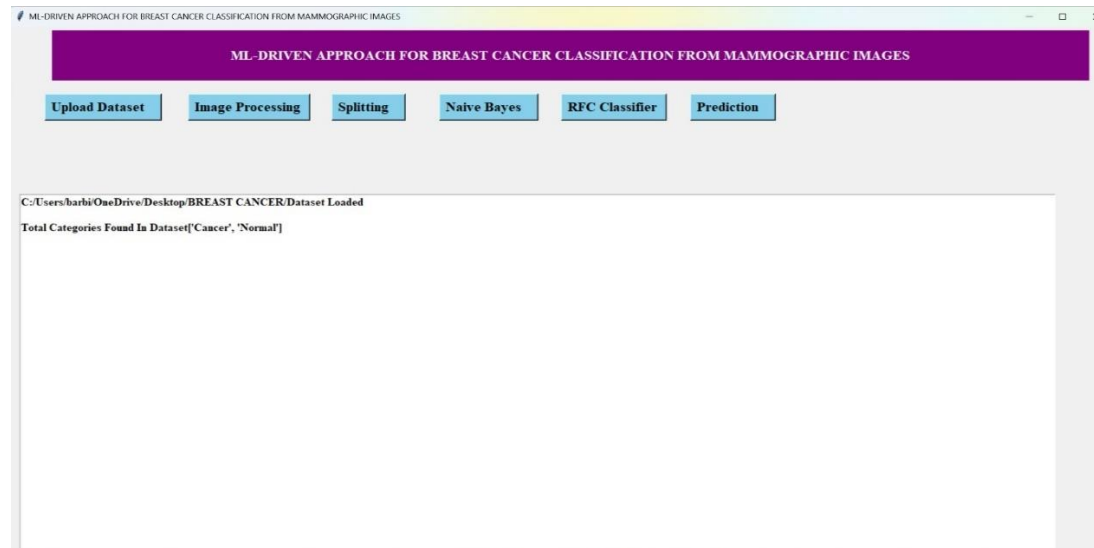 ML-DRIVEN APPROACH FOR BREAST CANCER CLASSIFICATION FROM MAMMOGRAPHIC IMAGES
ML-DRIVEN APPROACH FOR BREAST CANCER CLASSIFICATION FROM MAMMOGRAPHIC IMAGES
Upload Dataset Image Processing Splitting Naive Bayes RFC Classifier Prediction
C:/Users/barbi/OneDrive/Desktop/BREAST CANCER/Dataset Loaded
Total Categories Found In Dataset['Cancer', 'Normal']